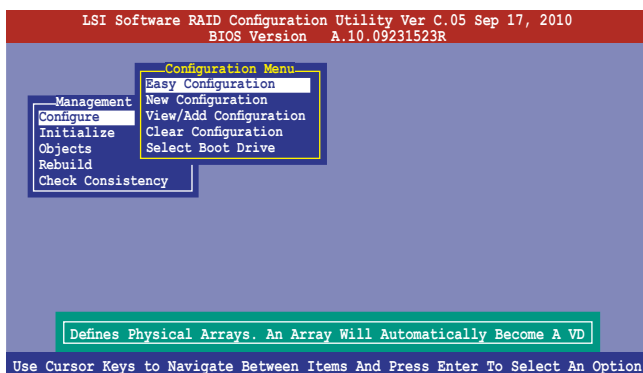 LSI Software RAID Configuration Utility Ver C.05 Sep 17, 2010
BIOS Version A.10.09231523R
Configuration Menu
Easy Configuration
New Configuration
View/Add Configuration
Clear Configuration
Select Boot Drive
Management
Configure
Initialize
Objects
Rebuild
Check Consistency
Defines Physical Arrays. An Array Will Automatically Become A VD
Use Cursor Keys to Navigate Between Items And Press Enter To Select An Option